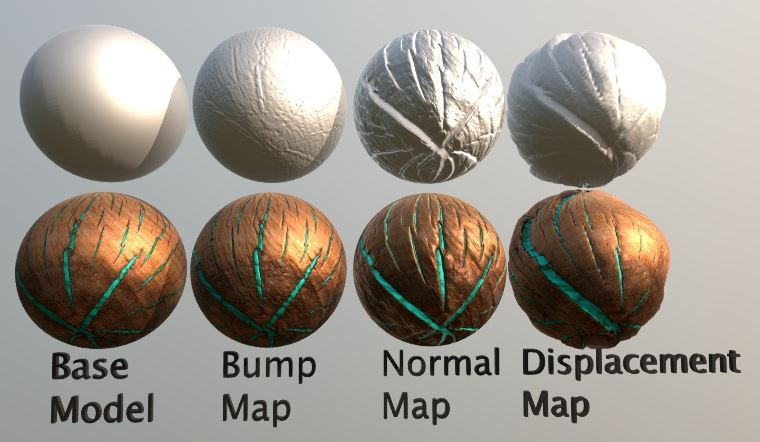 Base
Model
Bump
Map
Normal
Map
Displacement
Map